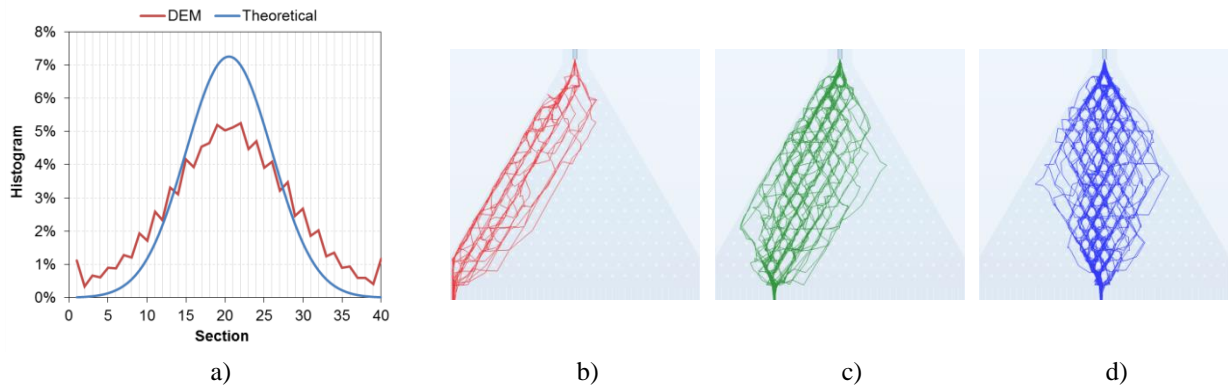 DEM Theoretical
8%
7%
6%
5%
4%
3%
2%
1%
0%
Histogram
0 5 10 15 20 25 30 35 40
Section
a) b) c) d)